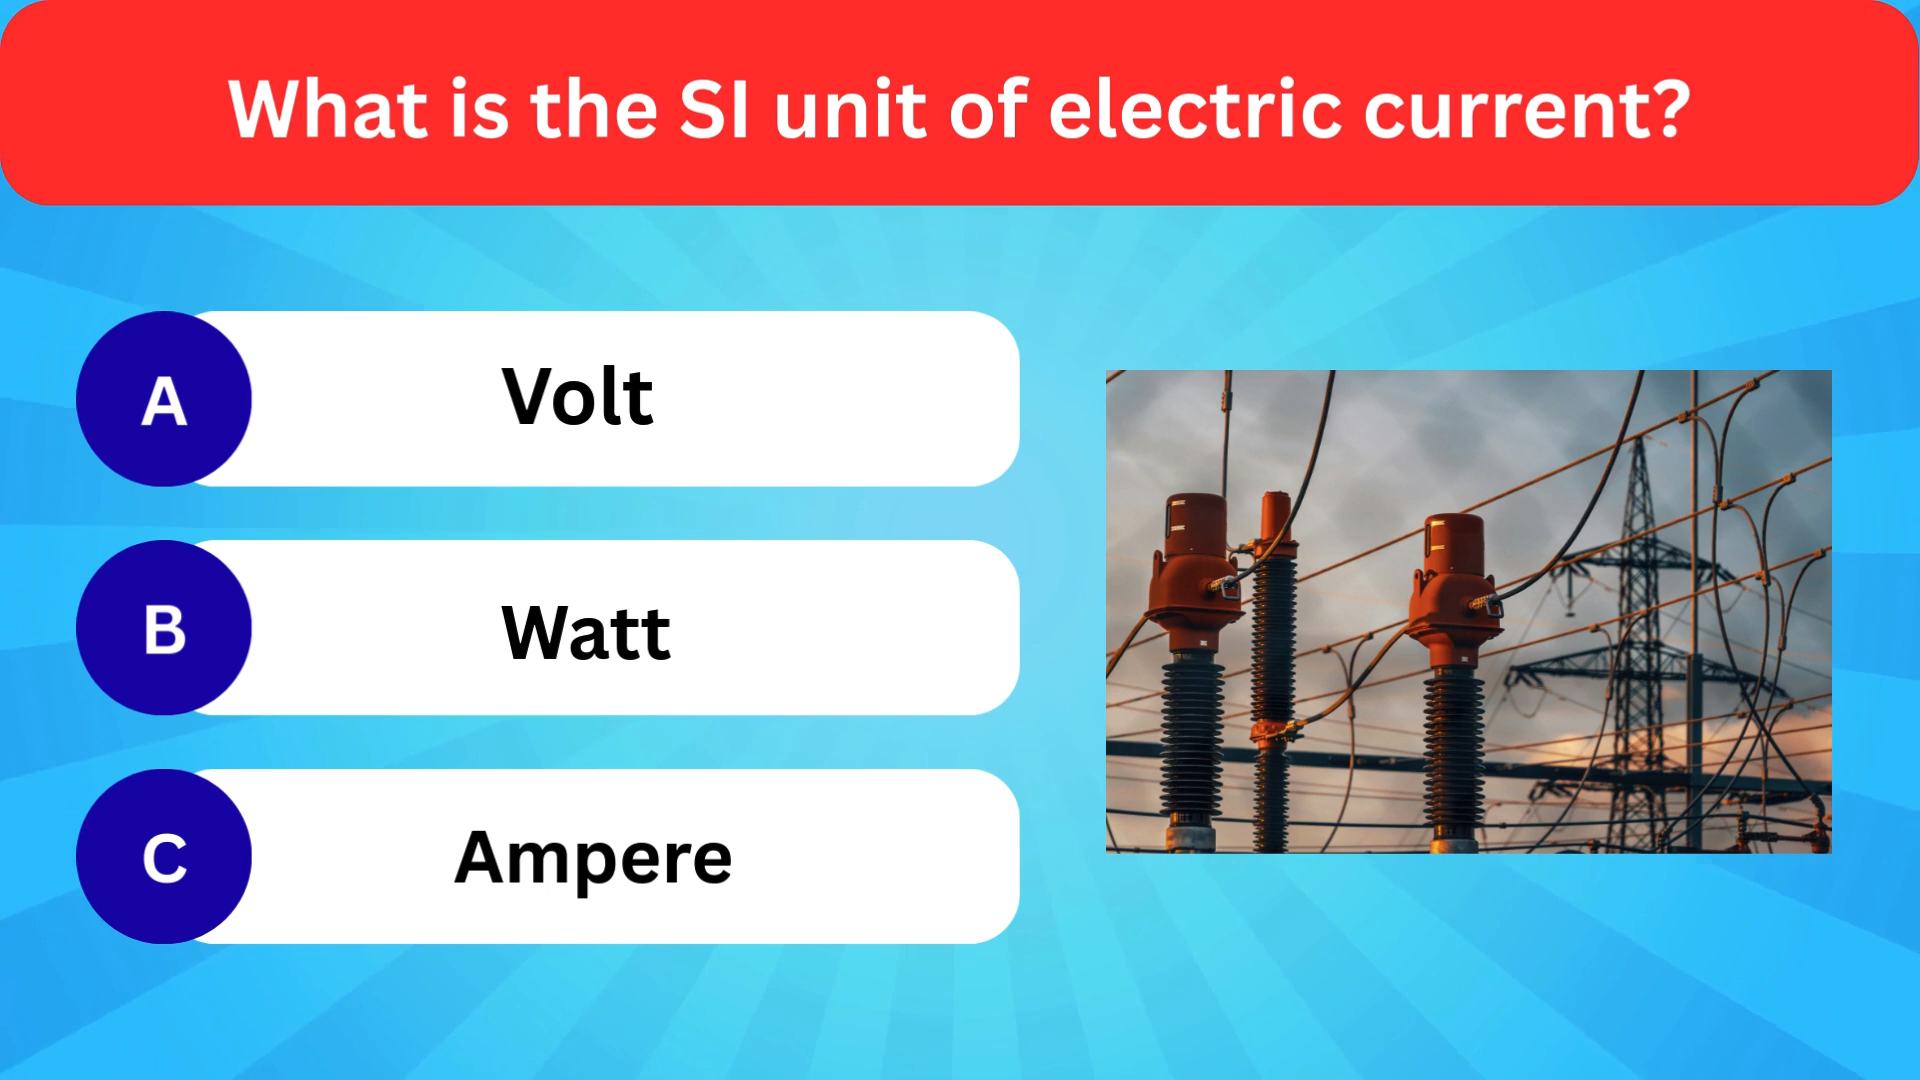 What is the SI unit of electric current?
A
Volt
B
Watt
C
Ampere